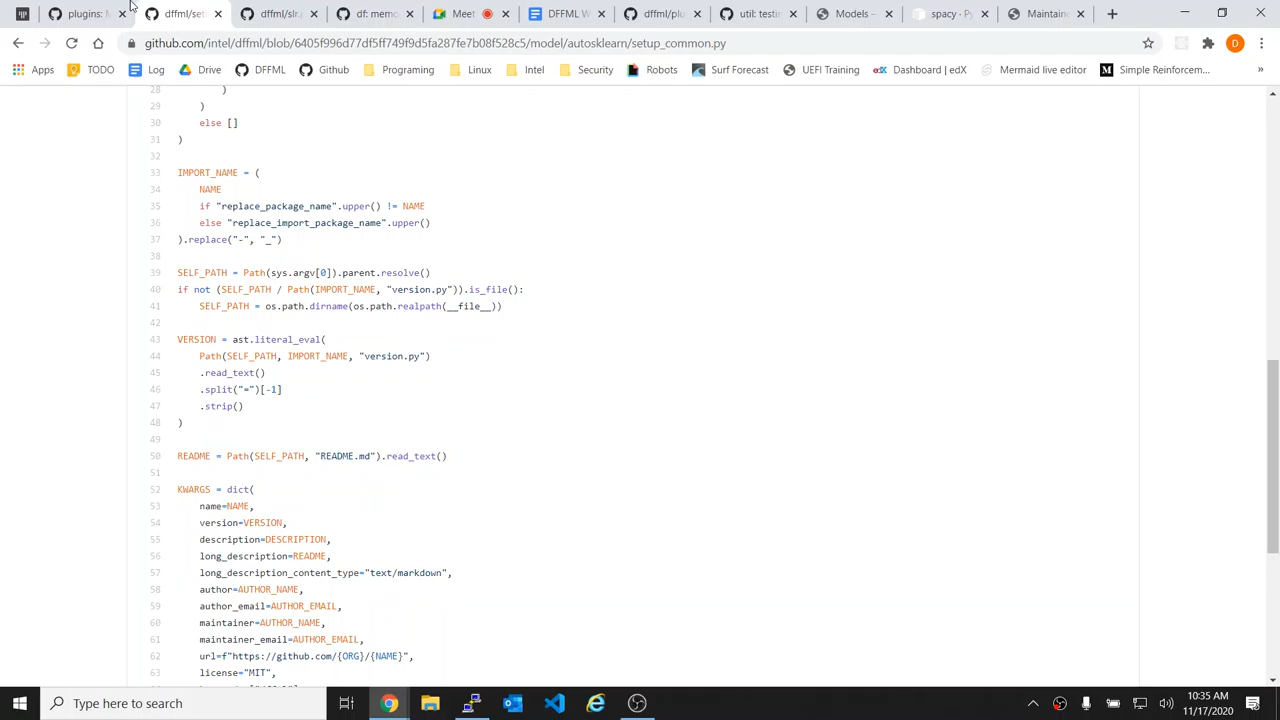 plugins: M
dffml/set
dffml/slr.p
df: memo
Meet
DFFML W
dffml/plu
util: testin
Models –
spacy · Py
Maintaine
github.com/intel/dffml/blob/6405f996d77df5ff749f9d5fa287fe7b08f528c5/model/autosklearn/setup_common.py
D
Apps
TODO
Log
Drive
DFFML
Github
Programing
Linux
Intel
Security
Robots
Surf Forecast
UEFI Training
Dashboard | edX
Mermaid live editor
Simple Reinforcem...
»
28 )
29 )
30 else []
31 )
32
33 IMPORT_NAME = (
34 NAME
35 if "replace_package_name".upper() != NAME
36 else "replace_import_package_name".upper()
37 ).replace("-", "_")
38
39 SELF_PATH = Path(sys.argv[0]).parent.resolve()
40 if not (SELF_PATH / Path(IMPORT_NAME, "version.py")).is_file():
41 SELF_PATH = os.path.dirname(os.path.realpath(__file__))
42
43 VERSION = ast.literal_eval(
44 Path(SELF_PATH, IMPORT_NAME, "version.py")
45 .read_text()
46 .split("=")[-1]
47 .strip()
48 )
49
50 README = Path(SELF_PATH, "README.md").read_text()
51
52 KWARGS = dict(
53 name=NAME,
54 version=VERSION,
55 description=DESCRIPTION,
56 long_description=README,
57 long_description_content_type="text/markdown",
58 author=AUTHOR_NAME,
59 author_email=AUTHOR_EMAIL,
60 maintainer=AUTHOR_NAME,
61 maintainer_email=AUTHOR_EMAIL,
62 url=f"https://github.com/{ORG}/{NAME}",
63 license="MIT",
Type here to search
10:35 AM
11/17/2020